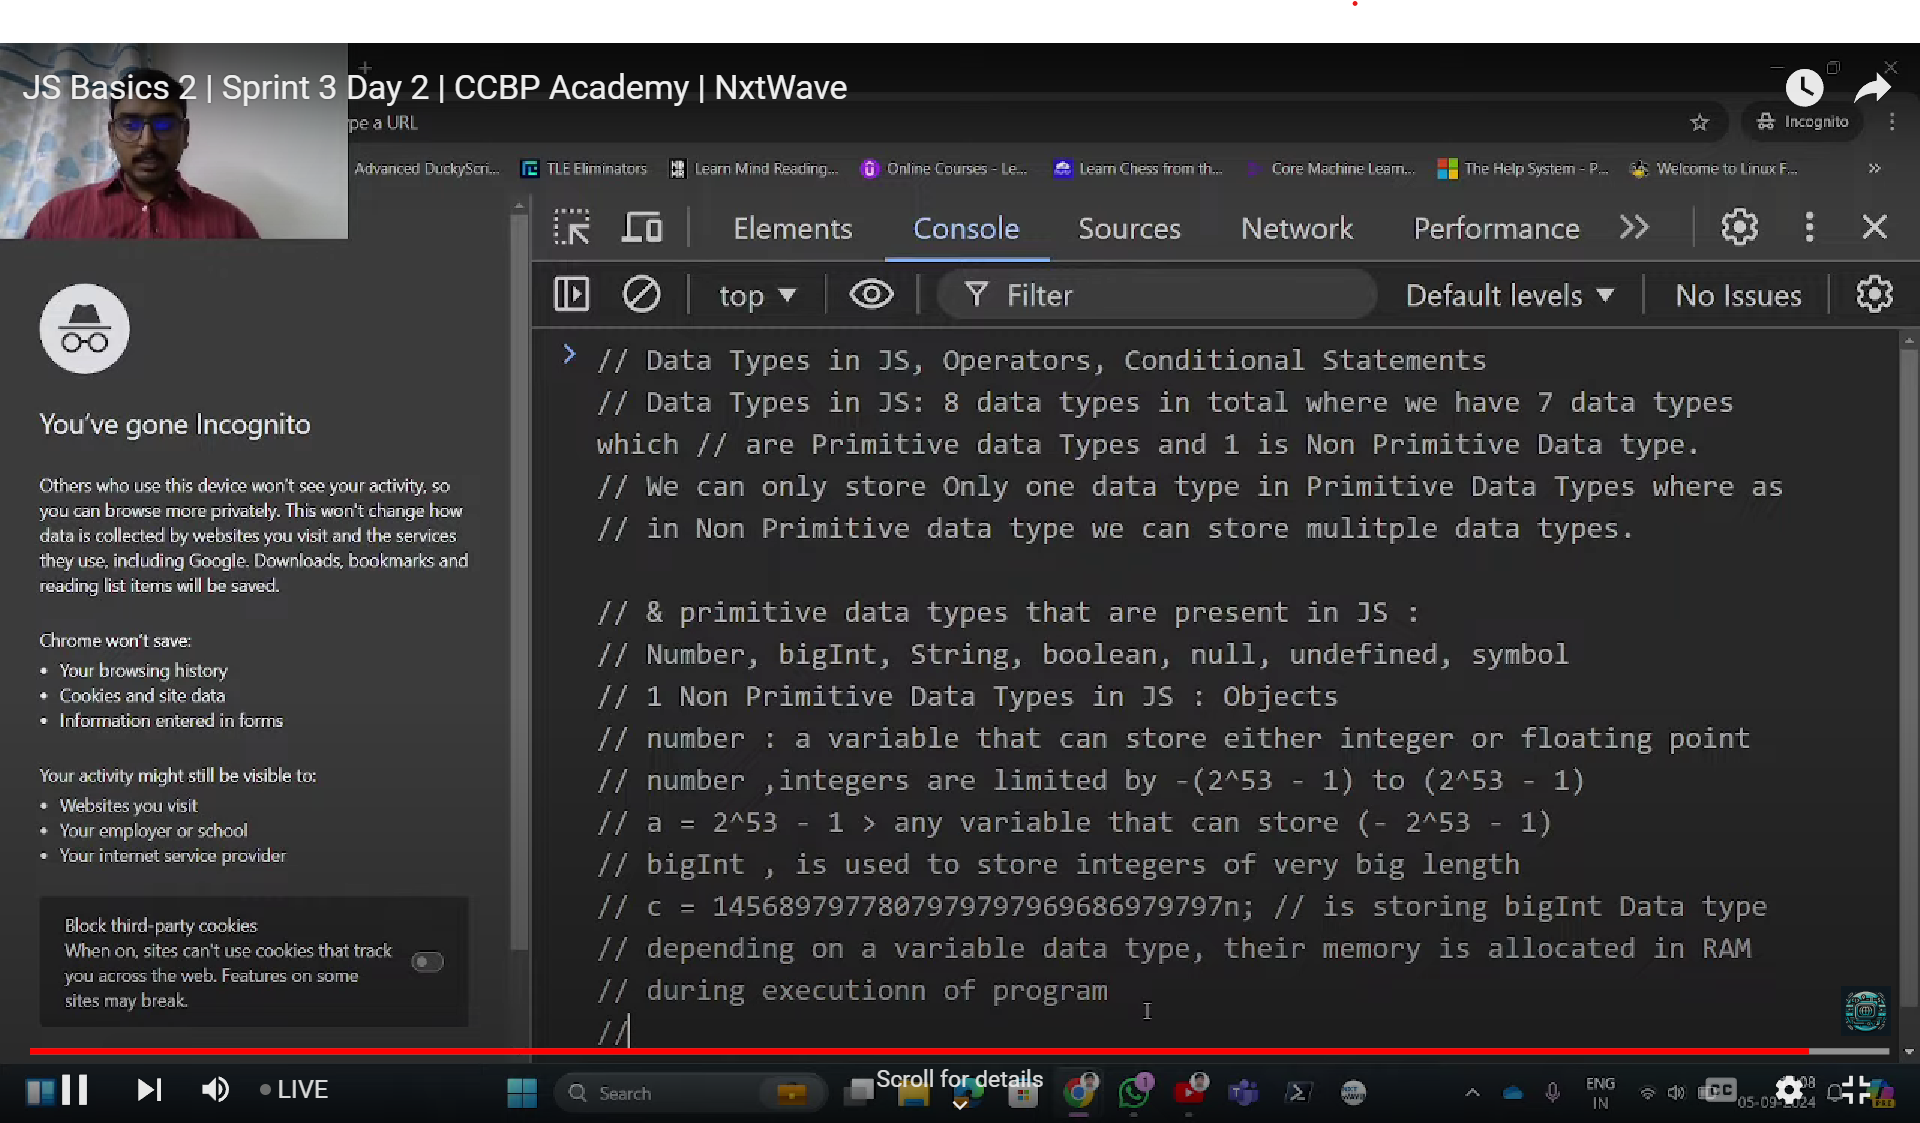 JS Basics 2 | Sprint 3 Day 2 | CCBP Academy | NxtWave
pe a URL
Incognito
Advanced DuckyScri...
TLE Eliminators
Learn Mind Reading...
Online Courses - Le...
Learn Chess from th...
Core Machine Learn...
The Help System - P...
Welcome to Linux F...
Elements Console Sources Network Performance
top Filter Default levels No Issues
You've gone Incognito
Others who use this device won't see your activity, so
you can browse more privately. This won't change how
data is collected by websites you visit and the services
they use, including Google. Downloads, bookmarks and
reading list items will be saved.
Chrome won't save:
• Your browsing history
• Cookies and site data
• Information entered in forms
Your activity might still be visible to:
• Websites you visit
• Your employer or school
• Your internet service provider
Block third-party cookies
When on, sites can't use cookies that track
you across the web. Features on some
sites may break.
// Data Types in JS, Operators, Conditional Statements
// Data Types in JS: 8 data types in total where we have 7 data types
which // are Primitive data Types and 1 is Non Primitive Data type.
// We can only store Only one data type in Primitive Data Types where as
// in Non Primitive data type we can store mulitple data types.
// & primitive data types that are present in JS :
// Number, bigInt, String, boolean, null, undefined, symbol
// 1 Non Primitive Data Types in JS : Objects
// number : a variable that can store either integer or floating point
// number ,integers are limited by -(2^53 - 1) to (2^53 - 1)
// a = 2^53 - 1 > any variable that can store (- 2^53 - 1)
// bigInt , is used to store integers of very big length
// c = 1456897977807979797969686979797n; // is storing bigInt Data type
// depending on a variable data type, their memory is allocated in RAM
// during executionn of program
//
LIVE
Search
Scroll for details
1
ENG
IN
CC
08
05-09-2024